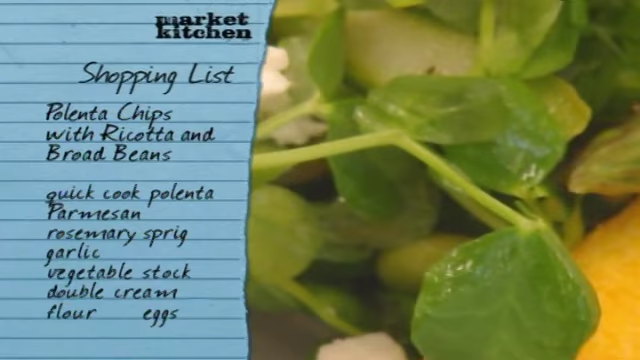 market
kitchen
Shopping List
Polenta Chips
with Ricotta and
Broad Beans
quick cook polenta
Parmesan
rosemary sprig
garlic
vegetable stock
double cream
flour eggs